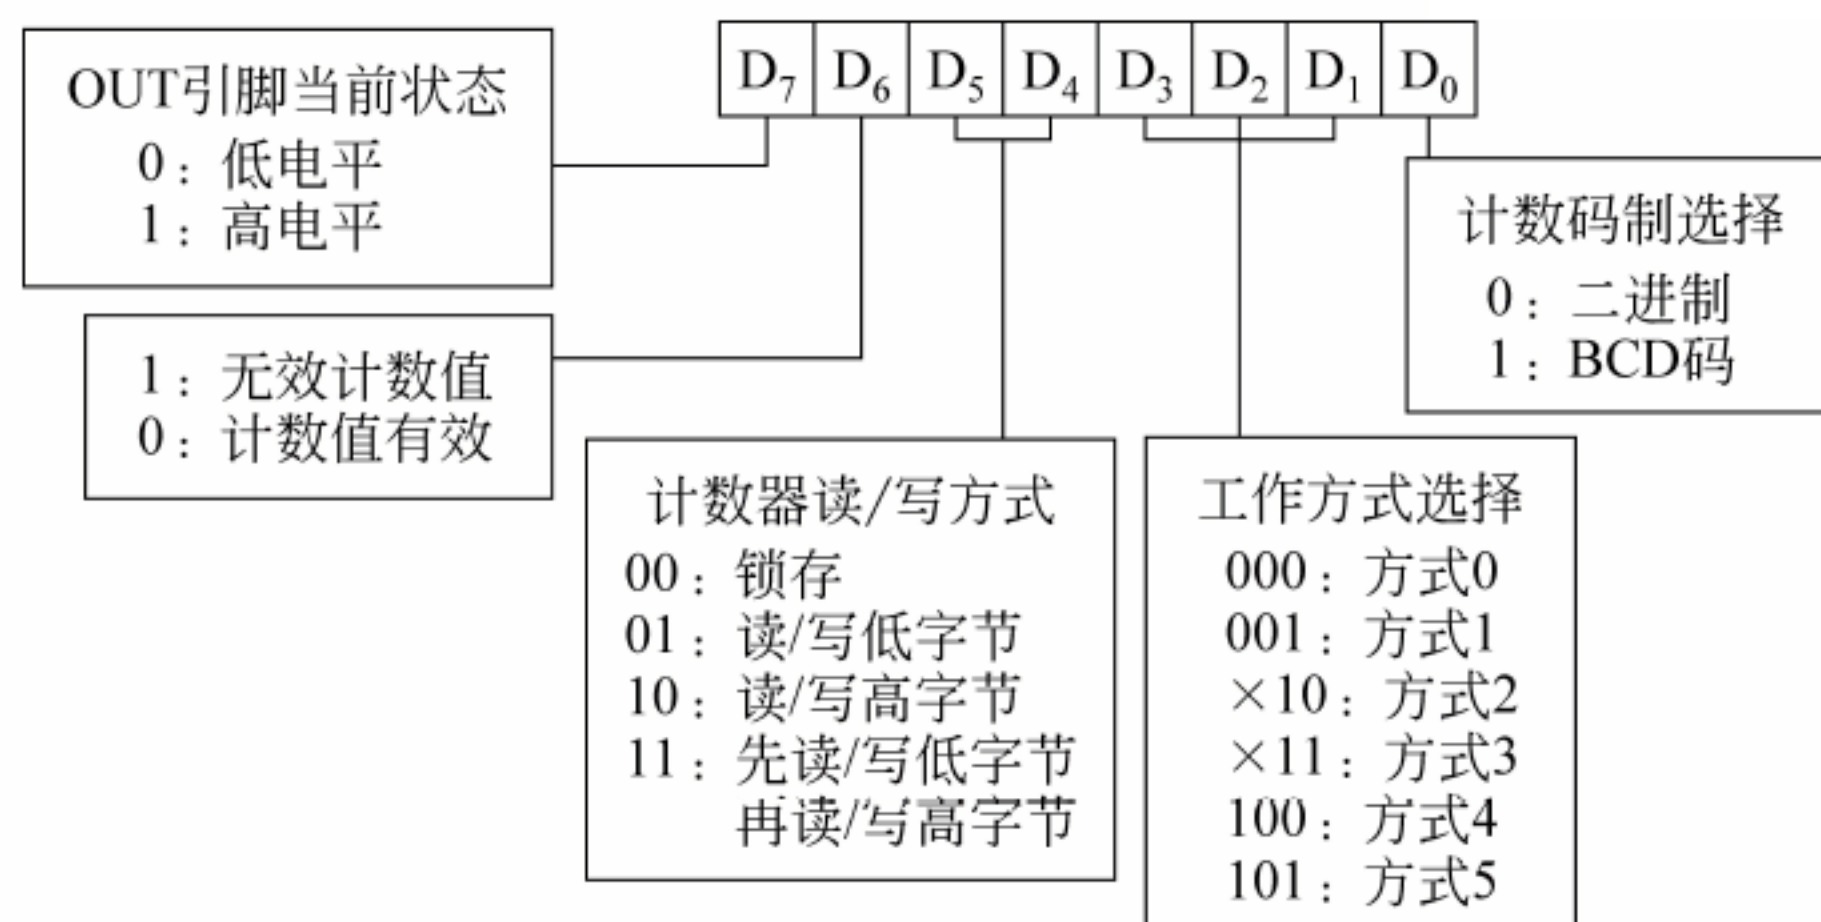 D₇ D₆ D₅ D₄ D₃ D₂ D₁ D₀
OUT引脚当前状态
0：低电平
1：高电平
1：无效计数值
0：计数值有效
计数器读/写方式
00：锁存
01：读/写低字节
10：读/写高字节
11：先读/写低字节
再读/写高字节
工作方式选择
000：方式0
001：方式1
×10：方式2
×11：方式3
100：方式4
101：方式5
计数码制选择
0：二进制
1：BCD码